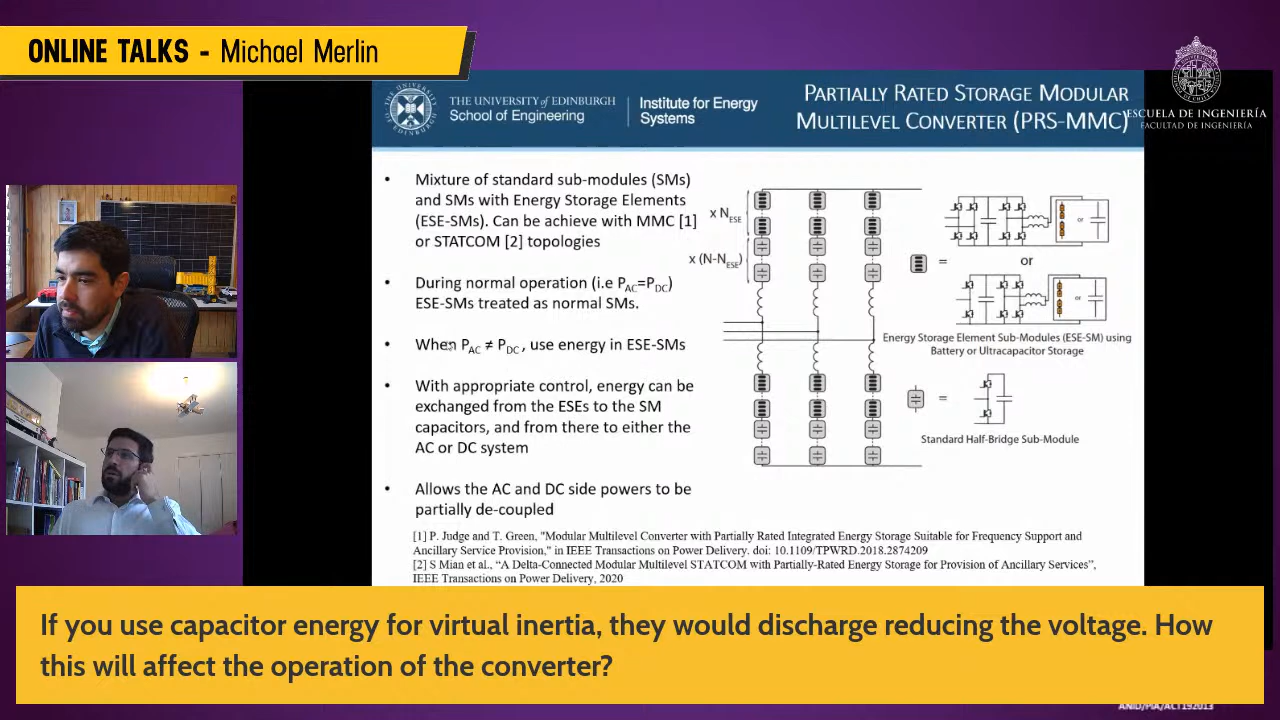 ONLINE TALKS - Michael Merlin
THE UNIVERSITY of EDINBURGH
School of Engineering
Institute for Energy
Systems
PARTIALLY RATED STORAGE MODULAR
MULTILEVEL CONVERTER (PRS-MMC)
ESCUELA DE INGENIERÍA
FACULTAD DE INGENIERÍA
• Mixture of standard sub-modules (SMs)
and SMs with Energy Storage Elements
(ESE-SMs). Can be achieve with MMC [1]
or STATCOM [2] topologies
• During normal operation (i.e PAC=PDC)
ESE-SMs treated as normal SMs.
• When PAC ≠ PDC , use energy in ESE-SMs
• With appropriate control, energy can be
exchanged from the ESEs to the SM
capacitors, and from there to either the
AC or DC system
• Allows the AC and DC side powers to be
partially de-coupled
x NESE
x (N-NESE)
or
=
or
or
Energy Storage Element Sub-Modules (ESE-SM) using
Battery or Ultracapacitor Storage
=
Standard Half-Bridge Sub-Module
[1] P. Judge and T. Green, "Modular Multilevel Converter with Partially Rated Integrated Energy Storage Suitable for Frequency Support and
Ancillary Service Provision," in IEEE Transactions on Power Delivery. doi: 10.1109/TPWRD.2018.2874209
[2] S Mian et al., “A Delta-Connected Modular Multilevel STATCOM with Partially-Rated Energy Storage for Provision of Ancillary Services”,
IEEE Transactions on Power Delivery, 2020
If you use capacitor energy for virtual inertia, they would discharge reducing the voltage. How
this will affect the operation of the converter?
ANID/PIA/ACT192013